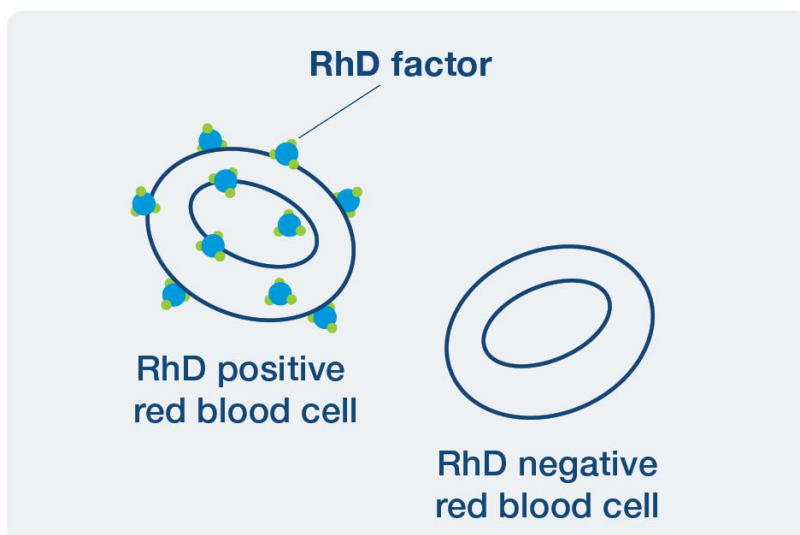 RhD factor
RhD positive
red blood cell
RhD negative
red blood cell